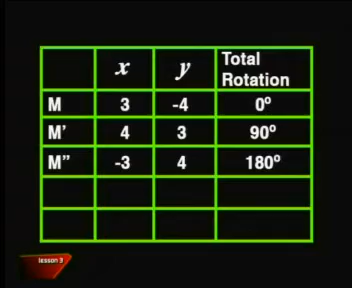 x y Total Rotation
M 3 -4 0º
M’ 4 3 90º
M” -3 4 180º
lesson 3